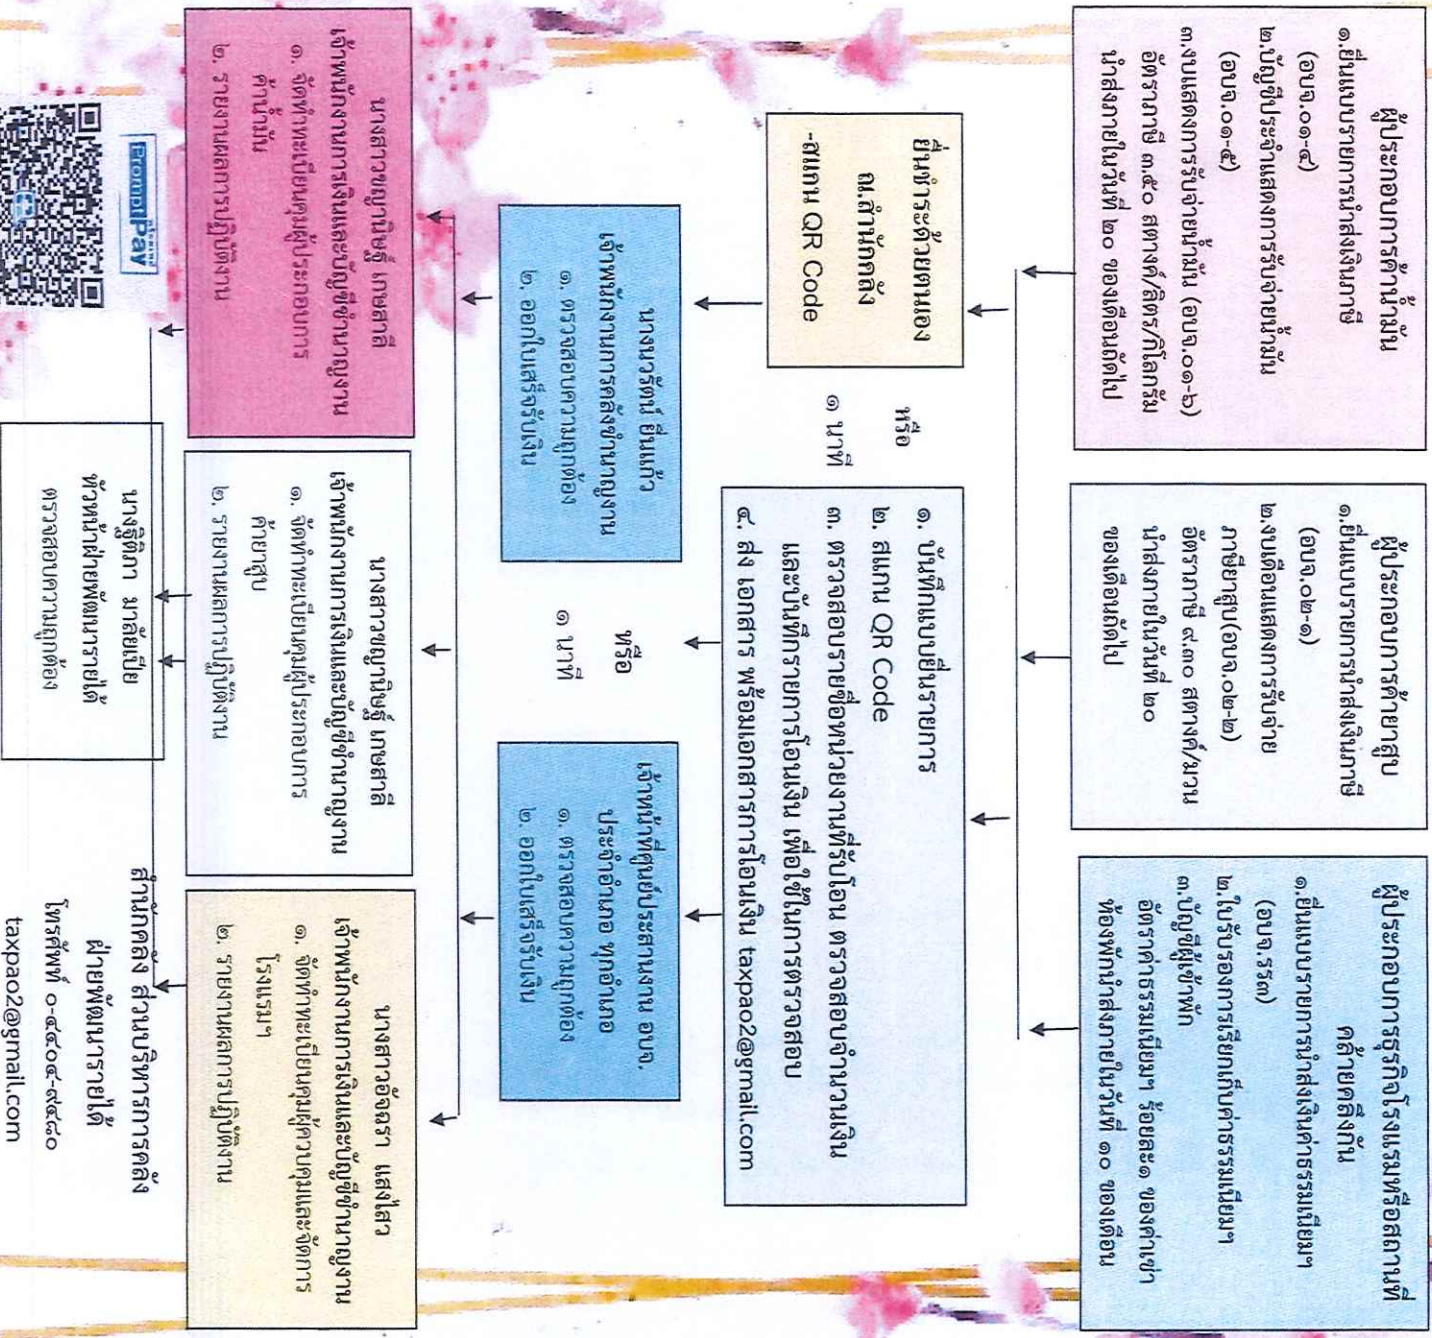 ผู้ประกอบการค้าน้ำมัน
๑.ยื่นแบบรายการนำส่งเงินภาษี
(อบจ.๐๑-๔)
๒.บัญชีประจำแสดงการรับจ่ายน้ำมัน
(อบจ.๐๑-๕)
๓.งบแสดงการรับจ่ายน้ำมัน (อบจ.๐๑-๖)
อัตราภาษี ๓.๕๐ สตางค์/ลิตร/กิโลกรัม
นำส่งภายในวันที่ ๒๐ ของเดือนถัดไป
ผู้ประกอบการค้ายาสูบ
๑.ยื่นแบบรายการนำส่งเงินภาษี
(อบจ.๐๒-๑)
๒.งบเดือนแสดงการรับจ่าย
ภาษียาสูบ(อบจ.๐๒-๒)
อัตราภาษี ๙.๓๐ สตางค์/มวน
นำส่งภายในวันที่ ๒๐
ของเดือนถัดไป
ผู้ประกอบการธุรกิจโรงแรมหรือสถานที่
คล้ายคลึงกัน
๑.ยื่นแบบรายการนำส่งเงินค่าธรรมเนียมฯ
(อบจ.รร๓)
๒.ใบรับรองการเรียกเก็บค่าธรรมเนียมฯ
๓.บัญชีผู้เข้าพัก
อัตราค่าธรรมเนียมฯ ร้อยละ๑ ของค่าเช่า
ห้องพักนำส่งภายในวันที่ ๑๐ ของเดือน
ยื่นชำระด้วยตนเอง
ณ.สำนักคลัง
-สแกน QR Code
หรือ
๑ นาที
๑. บันทึกแบบยื่นรายการ
๒. สแกน QR Code
๓. ตรวจสอบรายชื่อหน่วยงานที่รับโอน ตรวจสอบจำนวนเงิน
และบันทึกรายการโอนเงิน เพื่อใช้ในการตรวจสอบ
๔. ส่ง เอกสาร พร้อมเอกสารการโอนเงิน taxpao2@gmail.com
นางนวรัตน์ ยิ้มแก้ว
เจ้าพนักงานการคลังชำนาญงาน
๑. ตรวจสอบความถูกต้อง
๒. ออกใบเสร็จรับเงิน
หรือ
๑ นาที
เจ้าหน้าที่ศูนย์ประสานงาน อบจ.
ประจำอำเภอ ทุกอำเภอ
๑. ตรวจสอบความถูกต้อง
๒. ออกใบเสร็จรับเงิน
นางสาวชญานิษฐ์ เกษสาลี
เจ้าพนักงานการเงินและบัญชีชำนาญงาน
๑. จัดทำทะเบียนคุมผู้ประกอบการ
ค้าน้ำมัน
๒. รายงานผลการปฏิบัติงาน
นางสาวชญานิษฐ์ เกษสาลี
เจ้าพนักงานการเงินและบัญชีชำนาญงาน
๑. จัดทำทะเบียนคุมผู้ประกอบการ
ค้ายาสูบ
๒. รายงานผลการปฏิบัติงาน
นางสาวอัจฉรา แสงไสว
เจ้าพนักงานการเงินและบัญชีชำนาญงาน
๑. จัดทำทะเบียนคุมผู้ควบคุมและจัดการ
โรงแรมฯ
๒. รายงานผลการปฏิบัติงาน
พร้อมเพย์
PromptPay
นางฐิติภา มาลัยเปีย
หัวหน้าฝ่ายพัฒนารายได้
ตรวจสอบความถูกต้อง
สำนักคลัง ส่วนบริหารการคลัง
ฝ่ายพัฒนารายได้
โทรศัพท์ ๐-๔๔๐๔-๙๔๘๐
taxpao2@gmail.com